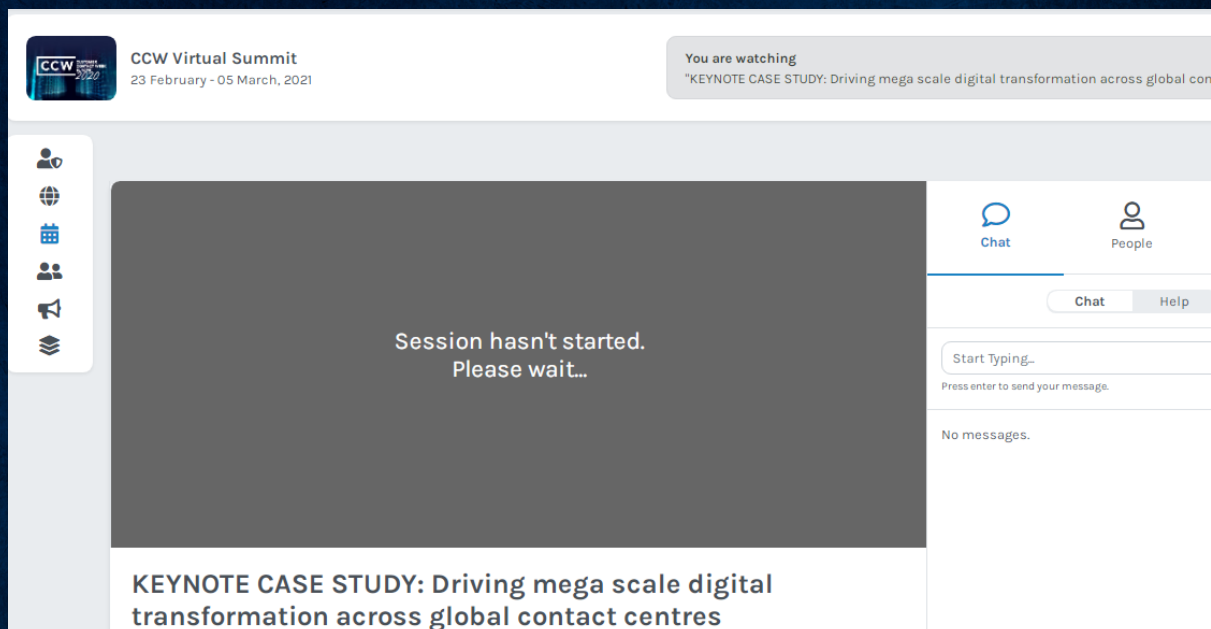 CCW
2020
CCW Virtual Summit
23 February - 05 March, 2021
You are watching
"KEYNOTE CASE STUDY: Driving mega scale digital transformation across global con
Chat
People
Chat
Help
Session hasn't started.
Please wait...
Start Typing...
Press enter to send your message.
No messages.
KEYNOTE CASE STUDY: Driving mega scale digital
transformation across global contact centres